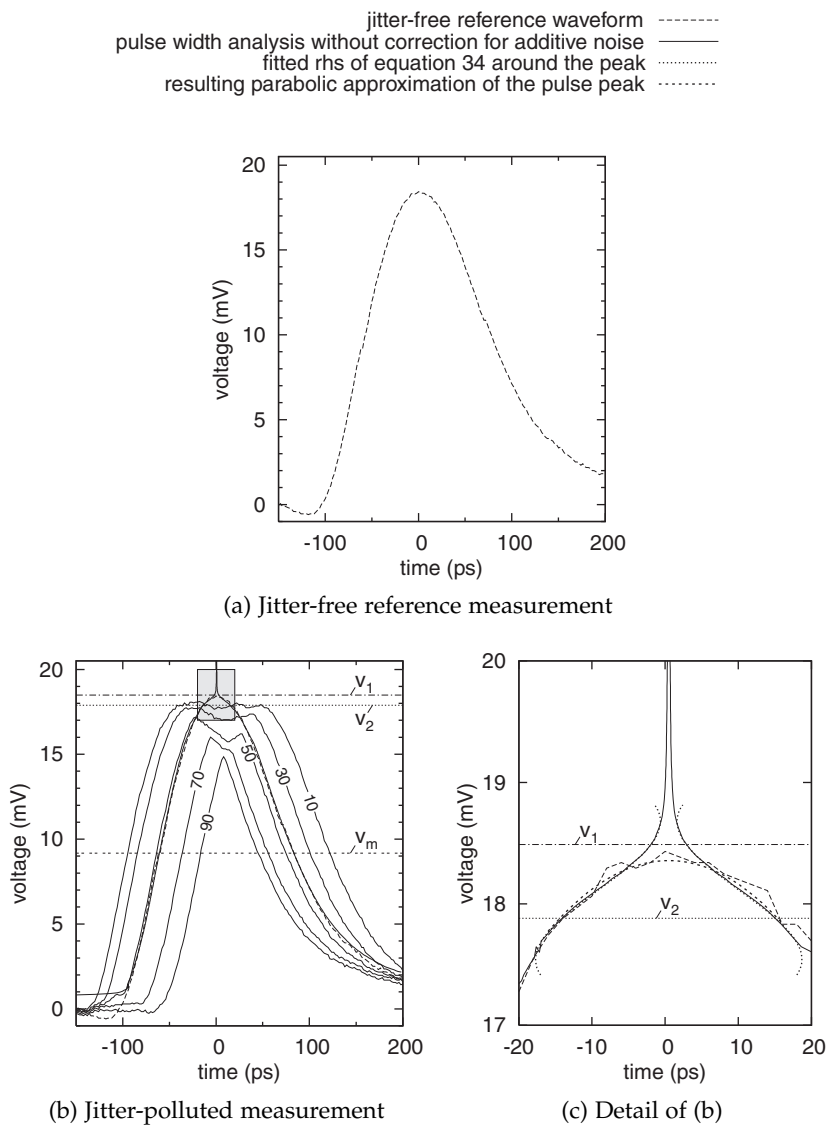 jitter-free reference waveform
pulse width analysis without correction for additive noise
fitted rhs of equation 34 around the peak
resulting parabolic approximation of the pulse peak
20
15
10
5
0
voltage (mV)
-100 0 100 200
time (ps)
(a) Jitter-free reference measurement
20
15
10
5
0
voltage (mV)
v1
v2
vm
70
90
50
30
10
-100 0 100 200
time (ps)
(b) Jitter-polluted measurement
20
19
18
17
voltage (mV)
v1
v2
-20 -10 0 10 20
time (ps)
(c) Detail of (b)